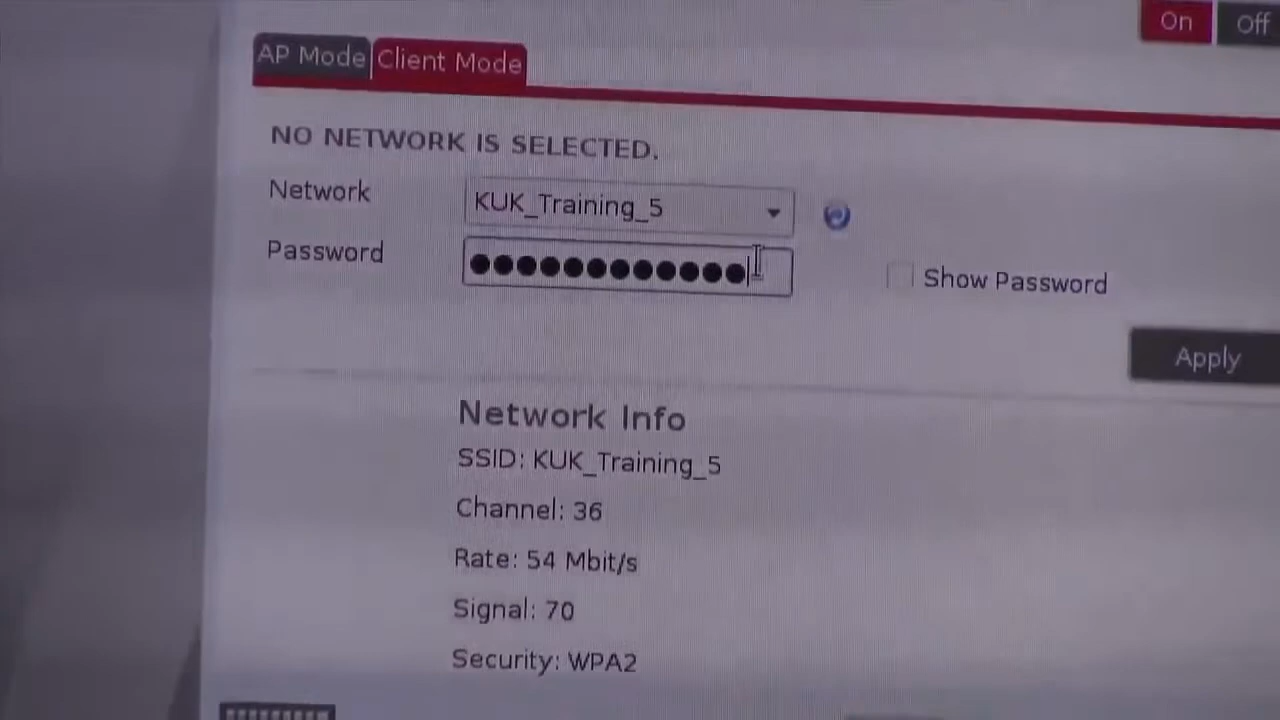 On Off
AP Mode Client Mode
NO NETWORK IS SELECTED.
Network KUK_Training_5
Password ●●●●●●●●●●●● Show Password
Apply
Network Info
SSID: KUK_Training_5
Channel: 36
Rate: 54 Mbit/s
Signal: 70
Security: WPA2